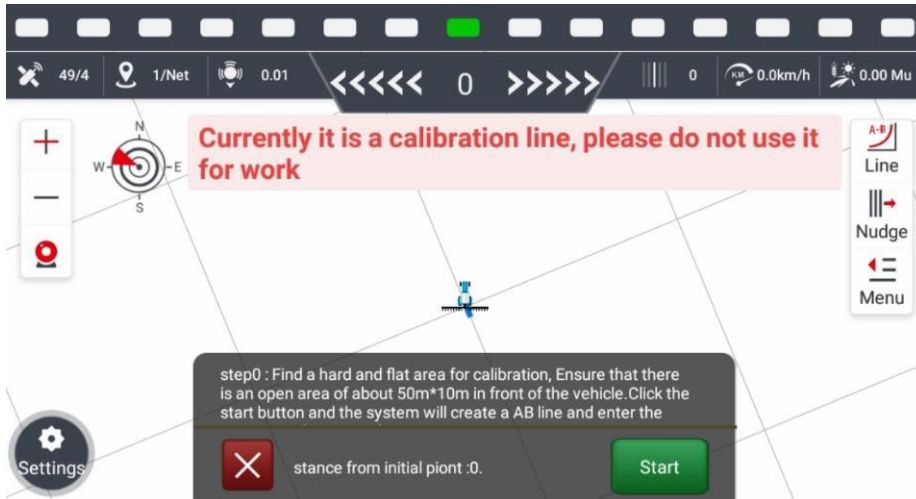 49/4
1/Net
0.01
<<<<< 0 >>>>>
0
KM 0.0km/h
0.00 Mu
Currently it is a calibration line, please do not use it
for work
N
W
E
S
A-B
Line
Nudge
Menu
step0 : Find a hard and flat area for calibration, Ensure that there
is an open area of about 50m*10m in front of the vehicle.Click the
start button and the system will create a AB line and enter the
stance from initial piont :0.
Start
Settings